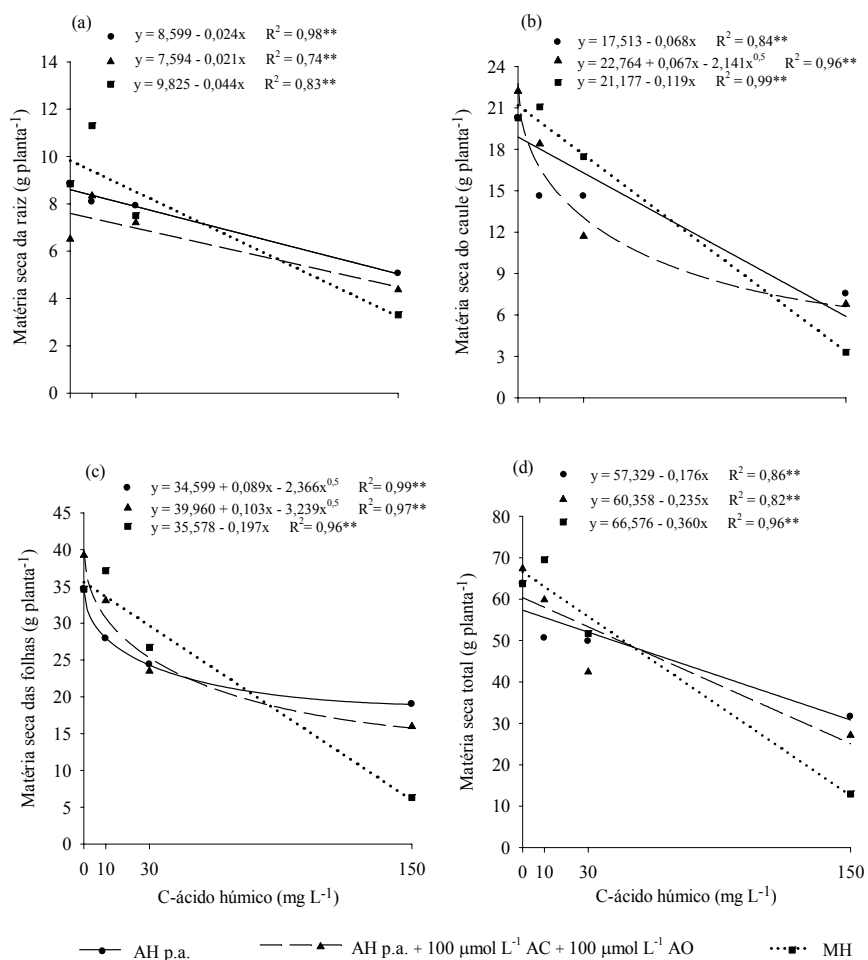 (a)
y = 8,599 - 0,024x R² = 0,98**
y = 7,594 - 0,021x R² = 0,74**
y = 9,825 - 0,044x R² = 0,83**
Matéria seca da raiz (g planta⁻¹)
16
14
12
10
8
6
4
2
0
(b)
y = 17,513 - 0,068x R² = 0,84**
y = 22,764 + 0,067x - 2,141x⁰,⁵ R² = 0,96**
y = 21,177 - 0,119x R² = 0,99**
Matéria seca do caule (g planta⁻¹)
24
21
18
15
12
9
6
3
0
(c)
y = 34,599 + 0,089x - 2,366x⁰,⁵ R² = 0,99**
y = 39,960 + 0,103x - 3,239x⁰,⁵ R² = 0,97**
y = 35,578 - 0,197x R² = 0,96**
Matéria seca das folhas (g planta⁻¹)
45
40
35
30
25
20
15
10
5
0
0 10 30 150
C-ácido húmico (mg L⁻¹)
(d)
y = 57,329 - 0,176x R² = 0,86**
y = 60,358 - 0,235x R² = 0,82**
y = 66,576 - 0,360x R² = 0,96**
Matéria seca total (g planta⁻¹)
80
70
60
50
40
30
20
10
0
0 10 30 150
C-ácido húmico (mg L⁻¹)
AH p.a. AH p.a. + 100 μmol L⁻¹ AC + 100 μmol L⁻¹ AO MH